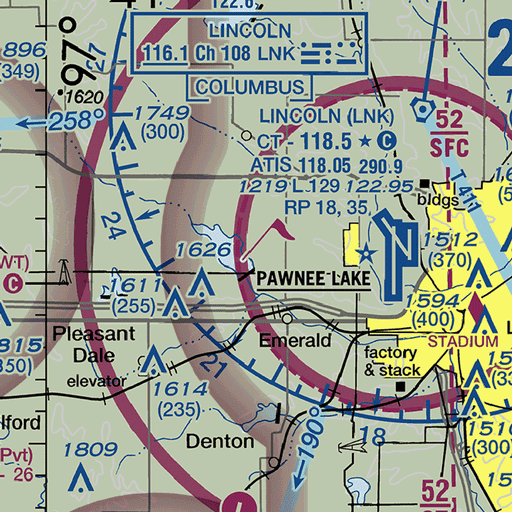 122.6
LINCOLN
116.1 Ch 108 LNK
COLUMBUS
896
(349)
97°
27
1620
258°
1749
(300)
LINCOLN (LNK)
CT - 118.5 ★ C
ATIS 118.05 290.9
1219 L 129 122.95
RP 18, 35
52
SFC
2
T-411
bldgs
24
1626
PAWNEE LAKE
1512
(370)
WT)
C
1611
(255)
1594
(400)
STADIUM
Pleasant
Dale
Emerald
815
350)
elevator
21
factory
& stack
1614
(235)
lford
Denton
190°
18
1516
(300)
1809
Pvt)
- 26
52